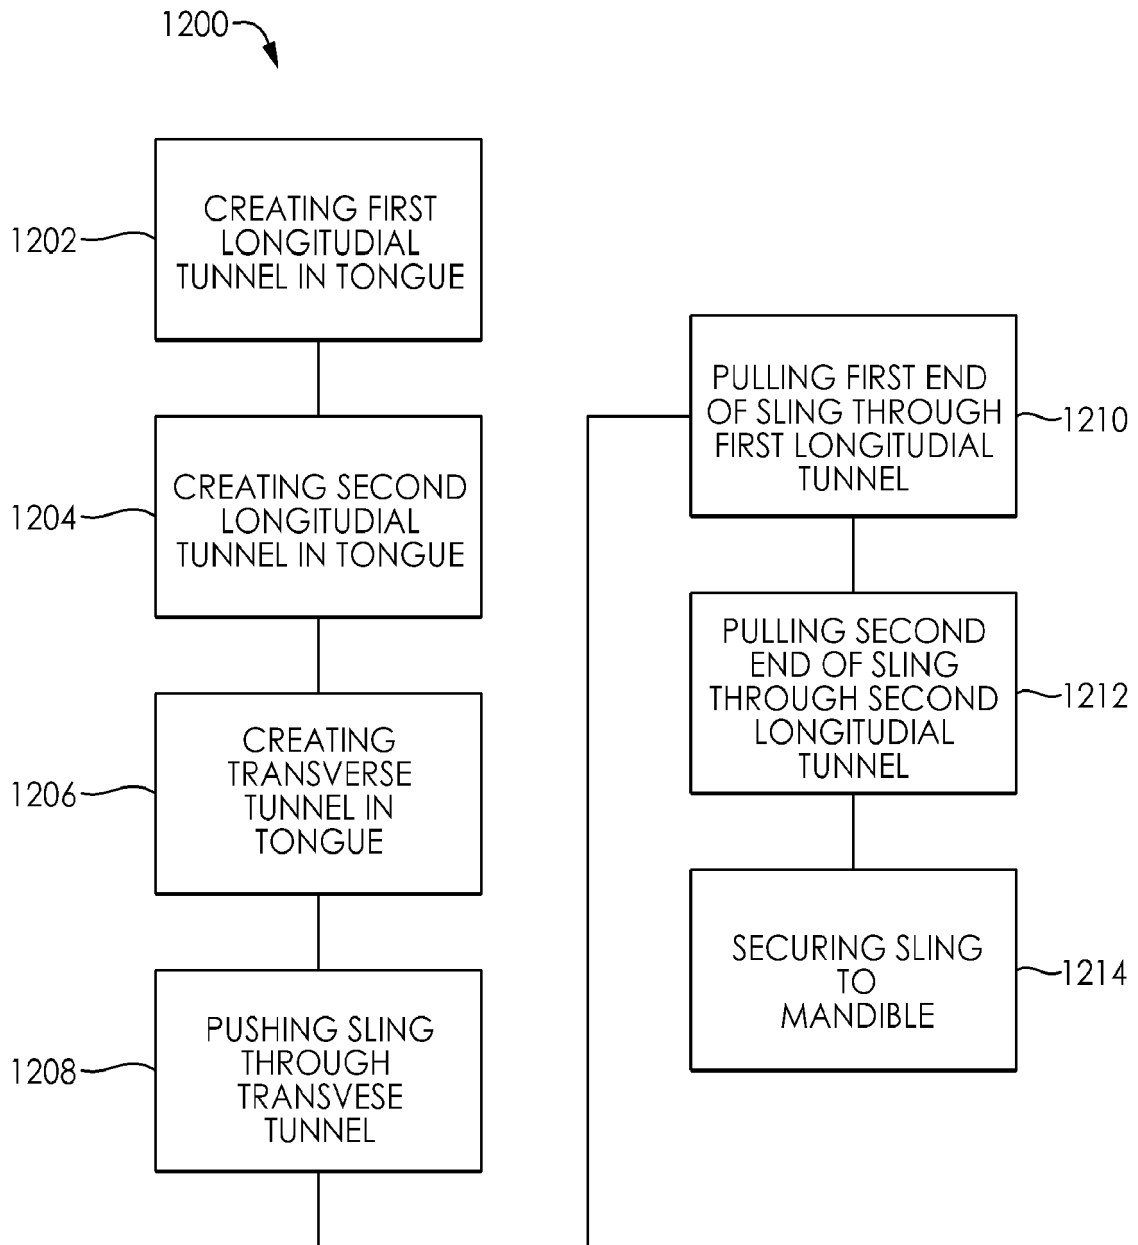 1200
1202
CREATING FIRST
LONGITUDIAL
TUNNEL IN TONGUE
1204
CREATING SECOND
LONGITUDIAL
TUNNEL IN TONGUE
1206
CREATING
TRANSVERSE
TUNNEL IN
TONGUE
1208
PUSHING SLING
THROUGH
TRANSVESE
TUNNEL
PULLING FIRST END
OF SLING THROUGH
FIRST LONGITUDIAL
TUNNEL
1210
PULLING SECOND
END OF SLING
THROUGH SECOND
LONGITUDIAL
TUNNEL
1212
SECURING SLING
TO
MANDIBLE
1214